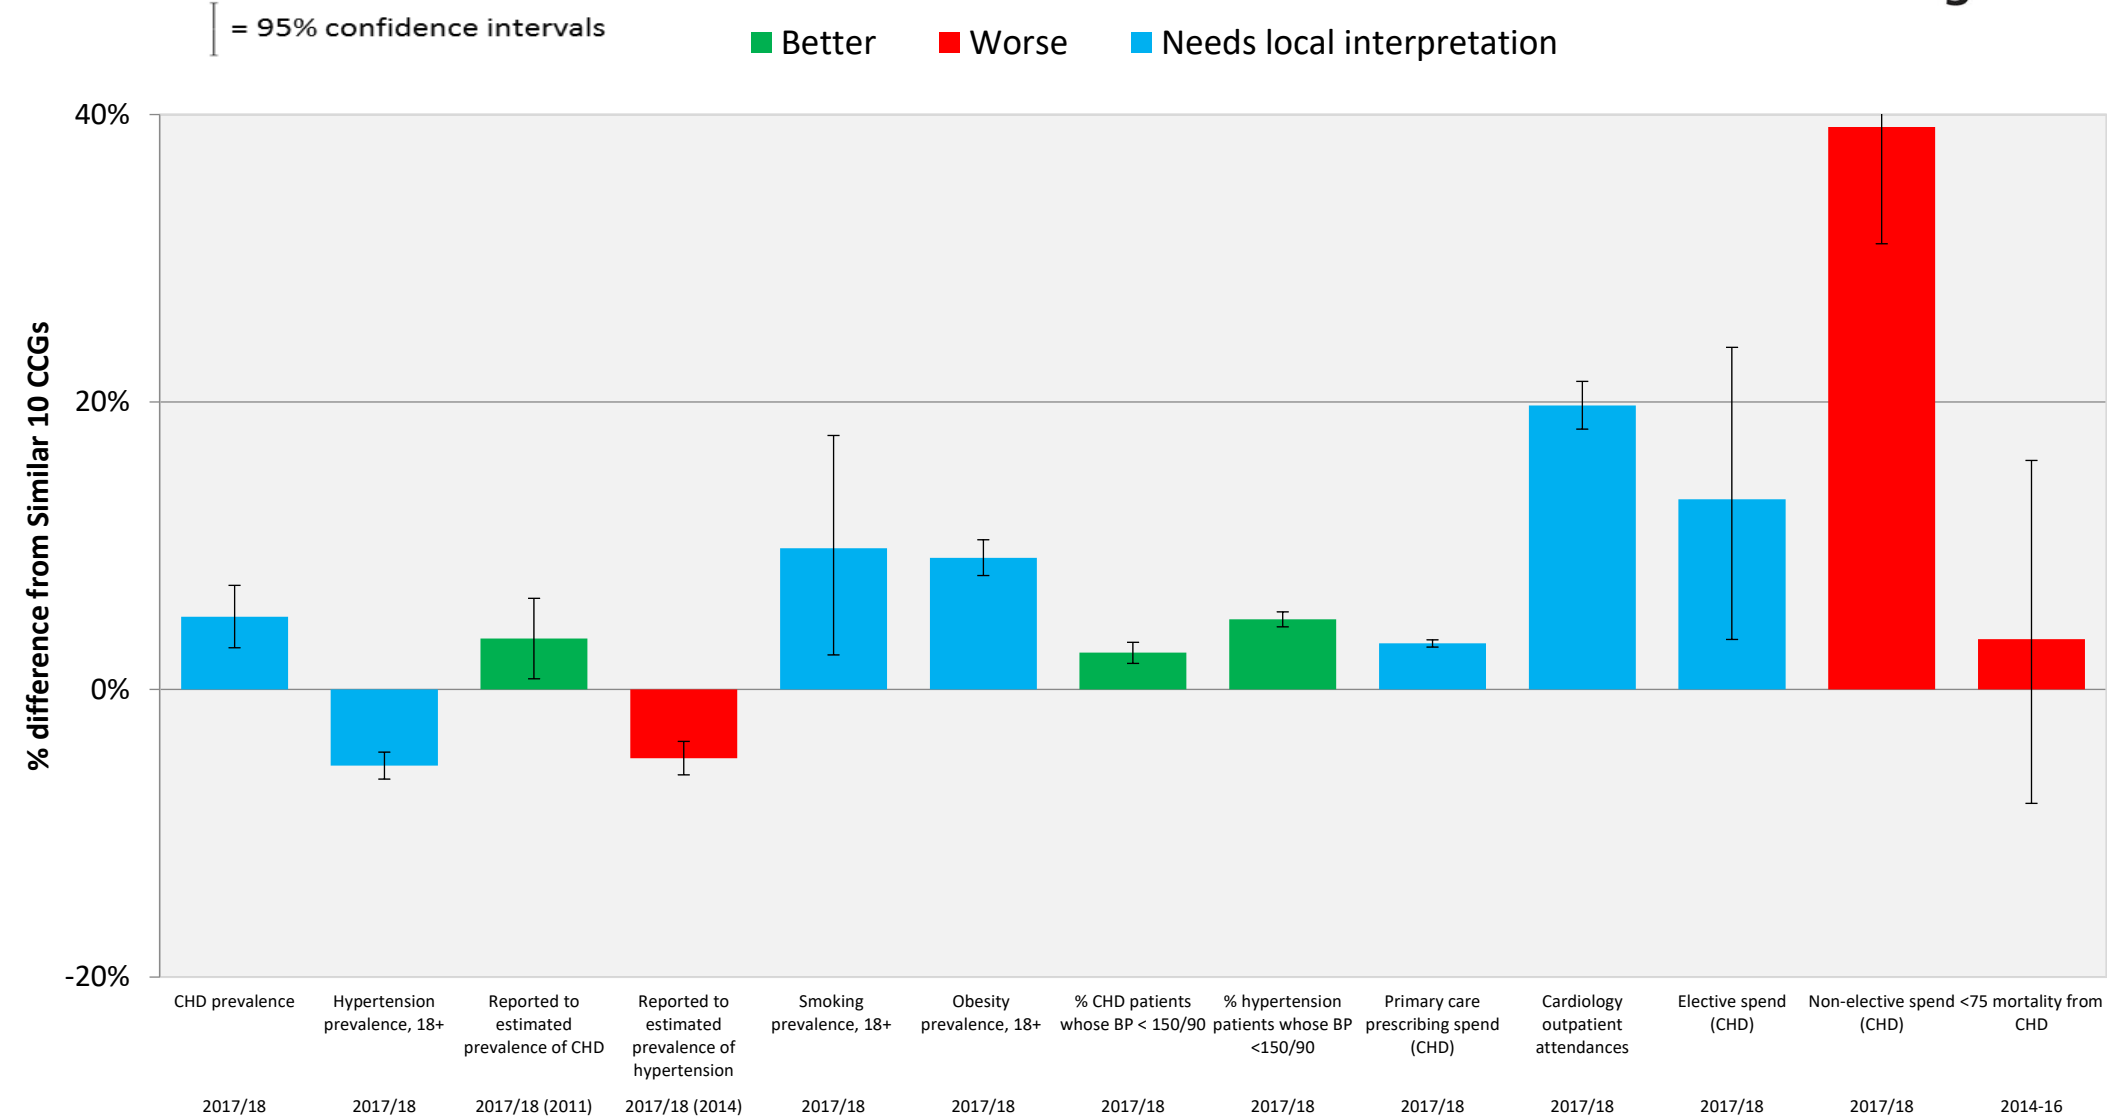 = 95% confidence intervals
Better
Worse
Needs local interpretation
% difference from Similar 10 CCGs
40%
20%
0%
-20%
CHD prevalence
2017/18
Hypertension
prevalence, 18+
2017/18
Reported to
estimated
prevalence of CHD
2017/18 (2011)
Reported to
estimated
prevalence of
hypertension
2017/18 (2014)
Smoking
prevalence, 18+
2017/18
Obesity
prevalence, 18+
2017/18
% CHD patients
whose BP < 150/90
2017/18
% hypertension
patients whose BP
<150/90
2017/18
Primary care
prescribing spend
(CHD)
2017/18
Cardiology
outpatient
attendances
2017/18
Elective spend
(CHD)
2017/18
Non-elective spend
(CHD)
2017/18
<75 mortality from
CHD
2014-16